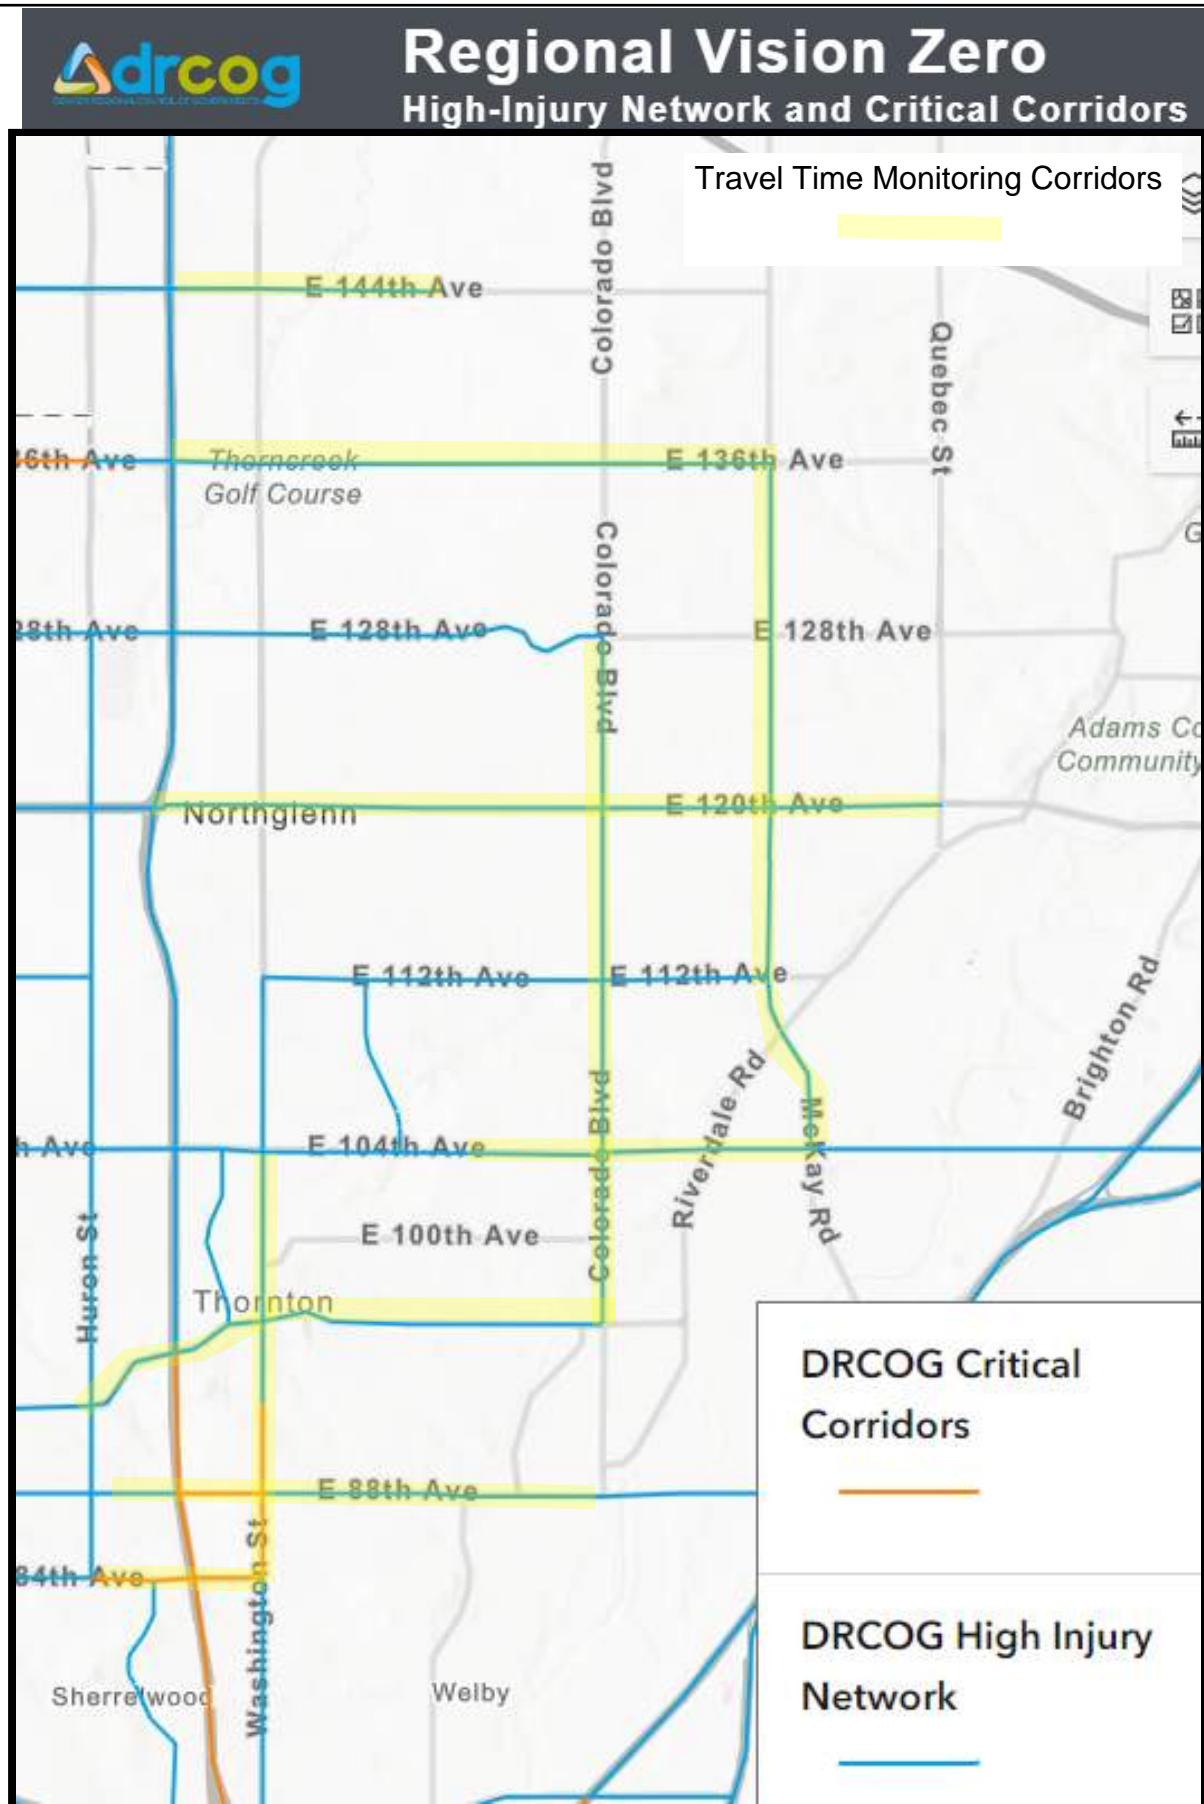 drcog
Regional Vision Zero
High-Injury Network and Critical Corridors
Travel Time Monitoring Corridors
Colorado Blvd
E 144th Ave
Quebec St
6th Ave
Thorncreek
Golf Course
E 136th Ave
G
Colorado Blvd
28th Ave
E 128th Ave
E 128th Ave
Adams Co
Community
Northglenn
E 120th Ave
E 112th Ave
E 112th Ave
Brighton Rd
Riverdale Rd
Colorado Blvd
McKay Rd
h Ave
E 104th Ave
Huron St
E 100th Ave
Thornton
DRCOG Critical
Corridors
E 88th Ave
Washington St
84th Ave
DRCOG High Injury
Network
Sherrelwood
Welby